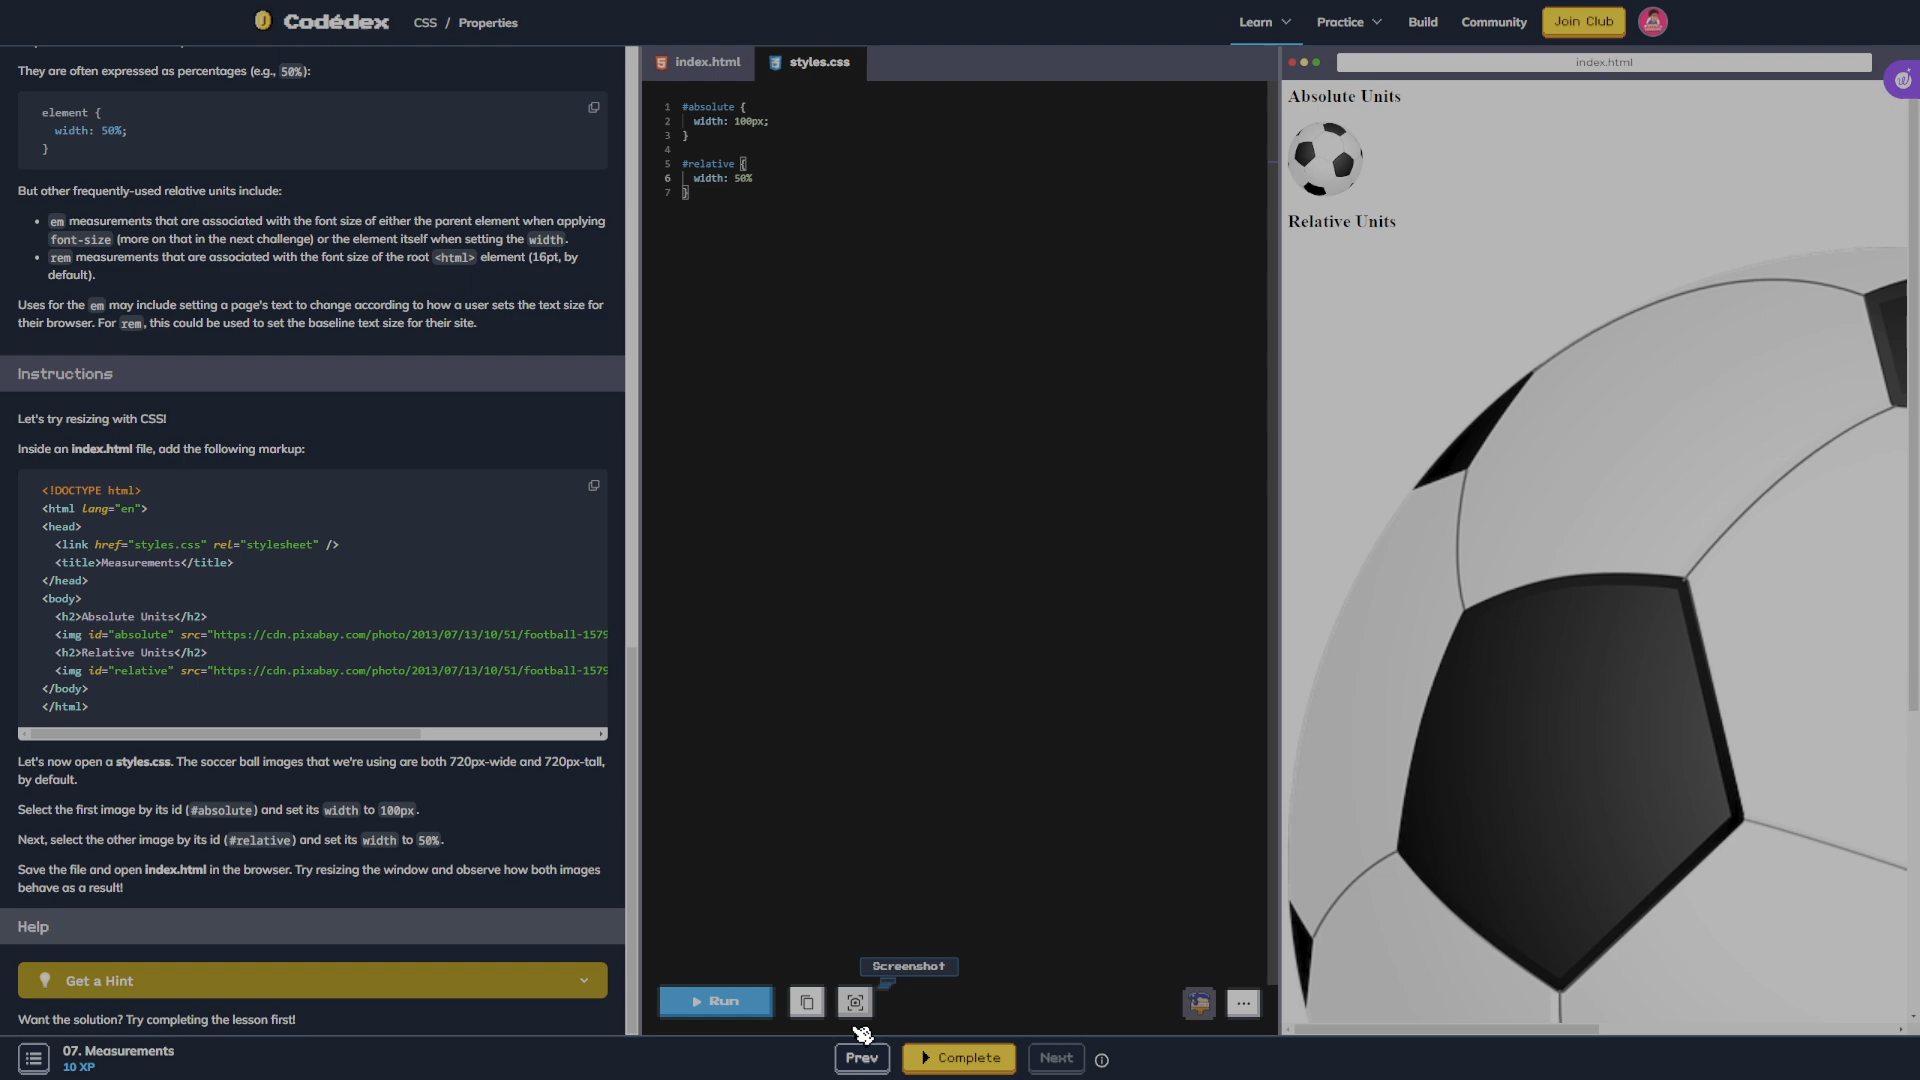 Codédex
CSS / Properties
Learn
Practice
Build
Community
Join Club
They are often expressed as percentages (e.g., 50%):
element {
width: 50%;
}
But other frequently-used relative units include:
em measurements that are associated with the font size of either the parent element when applying
font-size (more on that in the next challenge) or the element itself when setting the width.
rem measurements that are associated with the font size of the root <html> element (16pt, by
default).
Uses for the em may include setting a page's text to change according to how a user sets the text size for
their browser. For rem, this could be used to set the baseline text size for their site.
Instructions
Let's try resizing with CSS!
Inside an index.html file, add the following markup:
<!DOCTYPE html>
<html lang="en">
<head>
<link href="styles.css" rel="stylesheet" />
<title>Measurements</title>
</head>
<body>
<h2>Absolute Units</h2>
<img id="absolute" src="https://cdn.pixabay.com/photo/2013/07/13/10/51/football-1579
<h2>Relative Units</h2>
<img id="relative" src="https://cdn.pixabay.com/photo/2013/07/13/10/51/football-1579
</body>
</html>
Let's now open a styles.css. The soccer ball images that we're using are both 720px-wide and 720px-tall,
by default.
Select the first image by its id (#absolute) and set its width to 100px.
Next, select the other image by its id (#relative) and set its width to 50%.
Save the file and open index.html in the browser. Try resizing the window and observe how both images
behave as a result!
Help
Get a Hint
Want the solution? Try completing the lesson first!
07. Measurements
10 XP
index.html
styles.css
1 #absolute {
2 width: 100px;
3 }
4
5 #relative {
6 width: 50%
7 }
Screenshot
Run
...
Prev
Complete
Next
index.html
Absolute Units
Relative Units